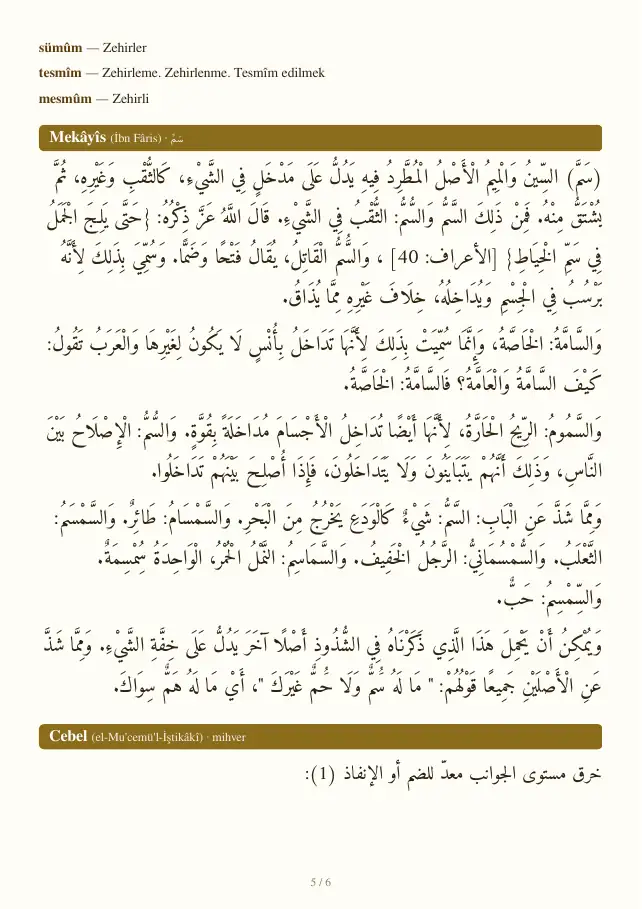 sümûm — Zehirler
tesmîm — Zehirleme. Zehirlenme. Tesmîm edilmek
mesmûm — Zehirli
Mekâyîs (İbn Fâris) · سَمَّ
(سَمَّ) السِّينُ وَالْمِيمُ الْأَصْلُ الْمُطَّرِدُ فِيهِ يَدُلُّ عَلَى مَدْخَلٍ فِي الشَّيْءِ، كَالثُّقْبِ وَغَيْرِهِ، ثُمَّ
يُشْتَقُّ مِنْهُ. فَمِنْ ذَلِكَ السَّمُّ وَالسُّمُّ: الثُّقْبُ فِي الشَّيْءِ. قَالَ اللَّهُ عَزَّ ذِكْرُهُ: {حَتَّى يَلِجَ الْجَمَلُ
فِي سَمِّ الْخِيَاطِ} [الأعراف: 40] ، وَالسُّمُّ الْقَاتِلُ، يُقَالُ فَتْحًا وَضَمًّا. وَسُمِّيَ بِذَلِكَ لِأَنَّهُ
يَرْسُبُ فِي الْجِسْمِ وَيُدَاخِلُهُ، خِلَافَ غَيْرِهِ مِمَّا يُذَاقُ.
وَالسَّامَّةُ: الْخَاصَّةُ، وَإِنَّمَا سُمِّيَتْ بِذَلِكَ لِأَنَّهَا تَدَاخَلُ بِأُنْسٍ لَا يَكُونُ لِغَيْرِهَا وَالْعَرَبُ تَقُولُ:
كَيْفَ السَّامَّةُ وَالْعَامَّةُ؟ فَالسَّامَّةُ: الْخَاصَّةُ.
وَالسَّمُومُ: الرِّيحُ الْحَارَّةُ، لِأَنَّهَا أَيْضًا تُدَاخِلُ الْأَجْسَامَ مُدَاخَلَةً بِقُوَّةٍ. وَالسُّمُّ: الْإِصْلَاحُ بَيْنَ
النَّاسِ، وَذَلِكَ أَنَّهُمْ يَتَبَايَنُونَ وَلَا يَتَدَاخَلُونَ، فَإِذَا أُصْلِحَ بَيْنَهُمْ تَدَاخَلُوا.
وَمِمَّا شَذَّ عَنِ الْبَابِ: السَّمُّ: شَيْءٌ كَالْوَدَعِ يَخْرُجُ مِنَ الْبَحْرِ. وَالسَّمْسَامُ: طَائِرٌ. وَالسَّمْسَمُ:
الثَّعْلَبُ. وَالسُّمْسُمَانِيُّ: الرَّجُلُ الْخَفِيفُ. وَالسَّمَاسِمُ: النَّمْلُ الْحُمْرُ، الْوَاحِدَةُ سُِمْسِمَةٌ.
وَالسِّمْسِمُ: حَبٌّ.
وَيُمْكِنُ أَنْ يَحْمِلَ هَذَا الَّذِي ذَكَرْنَاهُ فِي الشُّذُوذِ أَصْلًا آخَرَ يَدُلُّ عَلَى خِفَّةِ الشَّيْءِ. وَمِمَّا شَذَّ
عَنِ الْأَصْلَيْنِ جَمِيعًا قَوْلُهُمْ: " مَا لَهُ سَُمٌّ وَلَا حَُمٌّ غَيْرَكَ "، أَيْ مَا لَهُ هَمٌّ سِوَاكَ.
Cebel (el-Mu'cemü'l-İştikâkî) · mihver
خرق مستوى الجوانب معدّ للضم أو الإنفاذ (1):
5 / 6